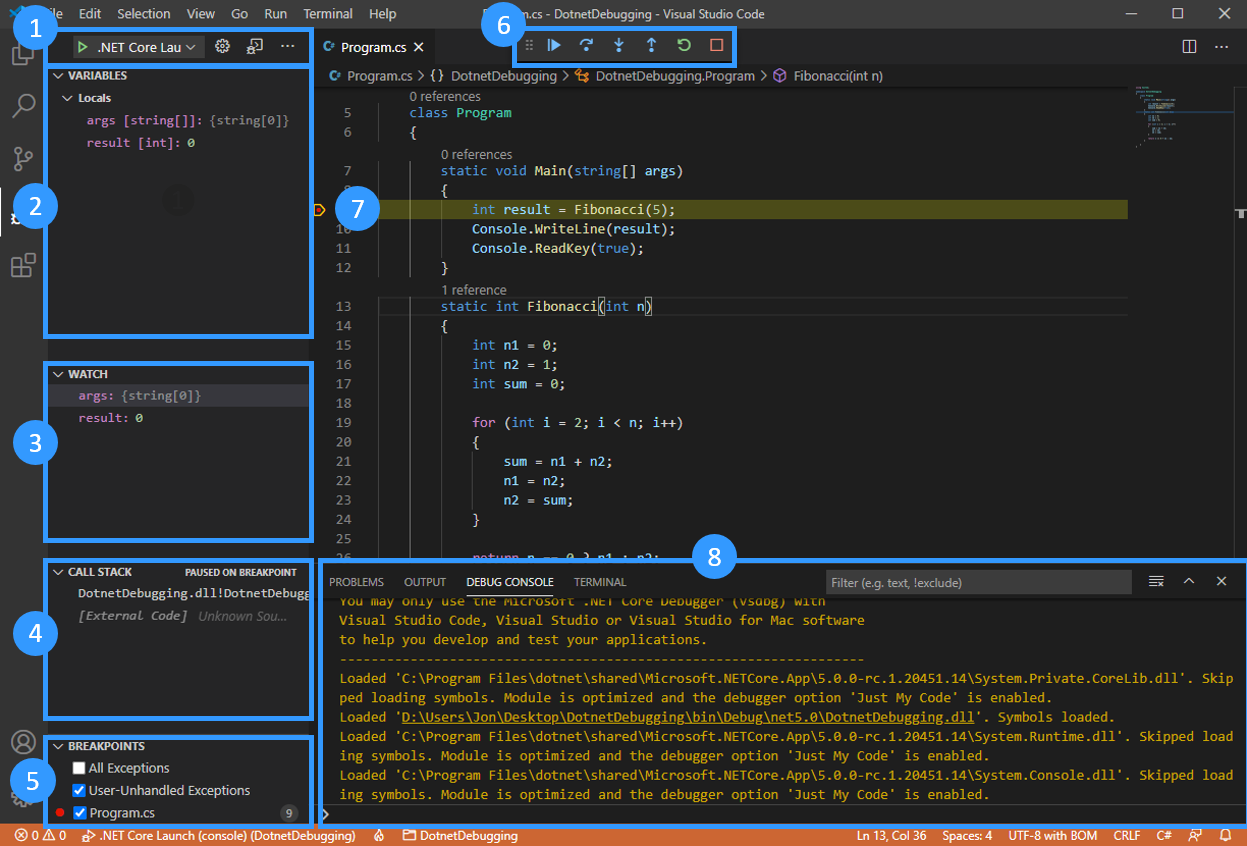 Edit Selection View Go Run Terminal Help
.cs - DotnetDebugging - Visual Studio Code
1
6
.NET Core Lau
Program.cs
Program.cs > {} DotnetDebugging > DotnetDebugging.Program > Fibonacci(int n)
2
VARIABLES
Locals
args [string[]]: {string[0]}
result [int]: 0
3
WATCH
args: {string[0]}
result: 0
4
CALL STACK PAUSED ON BREAKPOINT
DotnetDebugging.dll!DotnetDebugg
[External Code] Unknown Sou...
5
BREAKPOINTS
All Exceptions
User-Unhandled Exceptions
Program.cs 9
0 references
5 class Program
6 {
0 references
7 static void Main(string[] args)
{
7
int result = Fibonacci(5);
10 Console.WriteLine(result);
11 Console.ReadKey(true);
12 }
1 reference
13 static int Fibonacci(int n)
14 {
15 int n1 = 0;
16 int n2 = 1;
17 int sum = 0;
18
19 for (int i = 2; i < n; i++)
20 {
21 sum = n1 + n2;
22 n1 = n2;
23 n2 = sum;
24 }
25
26 return n == 0 ? n1 : n2;
8
PROBLEMS OUTPUT DEBUG CONSOLE TERMINAL
Filter (e.g. text, !exclude)
You may only use the Microsoft .NET Core Debugger (vsdbg) with
Visual Studio Code, Visual Studio or Visual Studio for Mac software
to help you develop and test your applications.
-------------------------------------------------------------------
Loaded 'C:\Program Files\dotnet\shared\Microsoft.NETCore.App\5.0.0-rc.1.20451.14\System.Private.CoreLib.dll'. Skip
ped loading symbols. Module is optimized and the debugger option 'Just My Code' is enabled.
Loaded 'D:\Users\Jon\Desktop\DotnetDebugging\bin\Debug\net5.0\DotnetDebugging.dll'. Symbols loaded.
Loaded 'C:\Program Files\dotnet\shared\Microsoft.NETCore.App\5.0.0-rc.1.20451.14\System.Runtime.dll'. Skipped load
ing symbols. Module is optimized and the debugger option 'Just My Code' is enabled.
Loaded 'C:\Program Files\dotnet\shared\Microsoft.NETCore.App\5.0.0-rc.1.20451.14\System.Console.dll'. Skipped load
ing symbols. Module is optimized and the debugger option 'Just My Code' is enabled.
0 0 .NET Core Launch (console) (DotnetDebugging) DotnetDebugging Ln 13, Col 36 Spaces: 4 UTF-8 with BOM CRLF C#